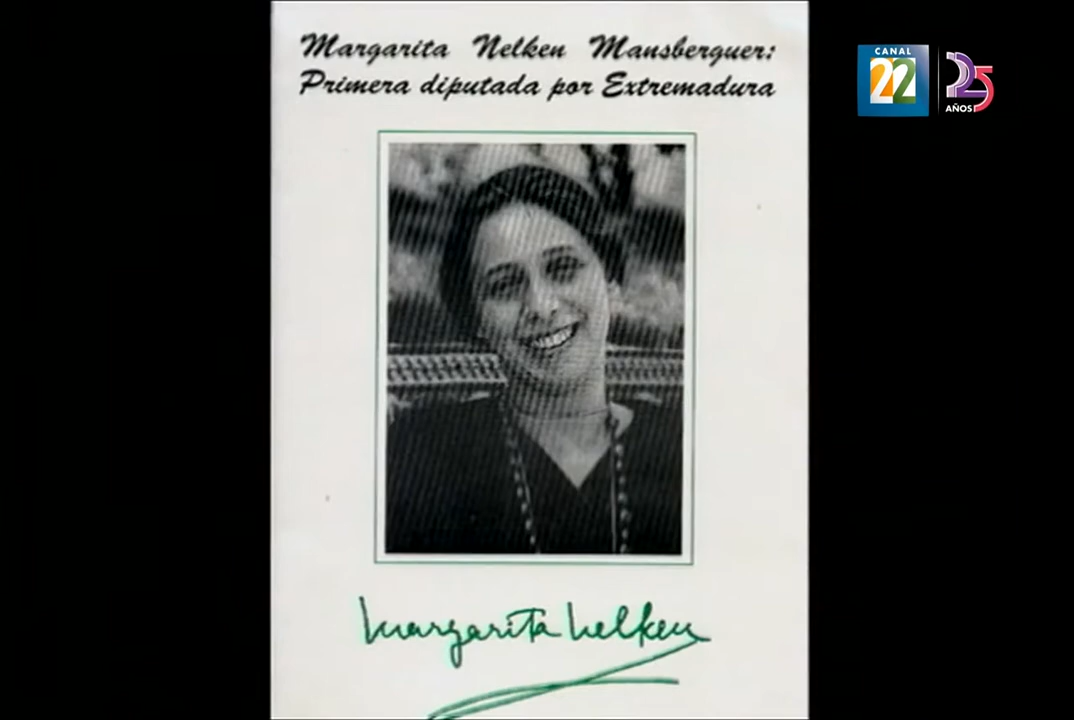 Margarita Nelken Mansberguer:
Primera diputada por Extremadura
CANAL
22
25
AÑOS
Margarita Nelken